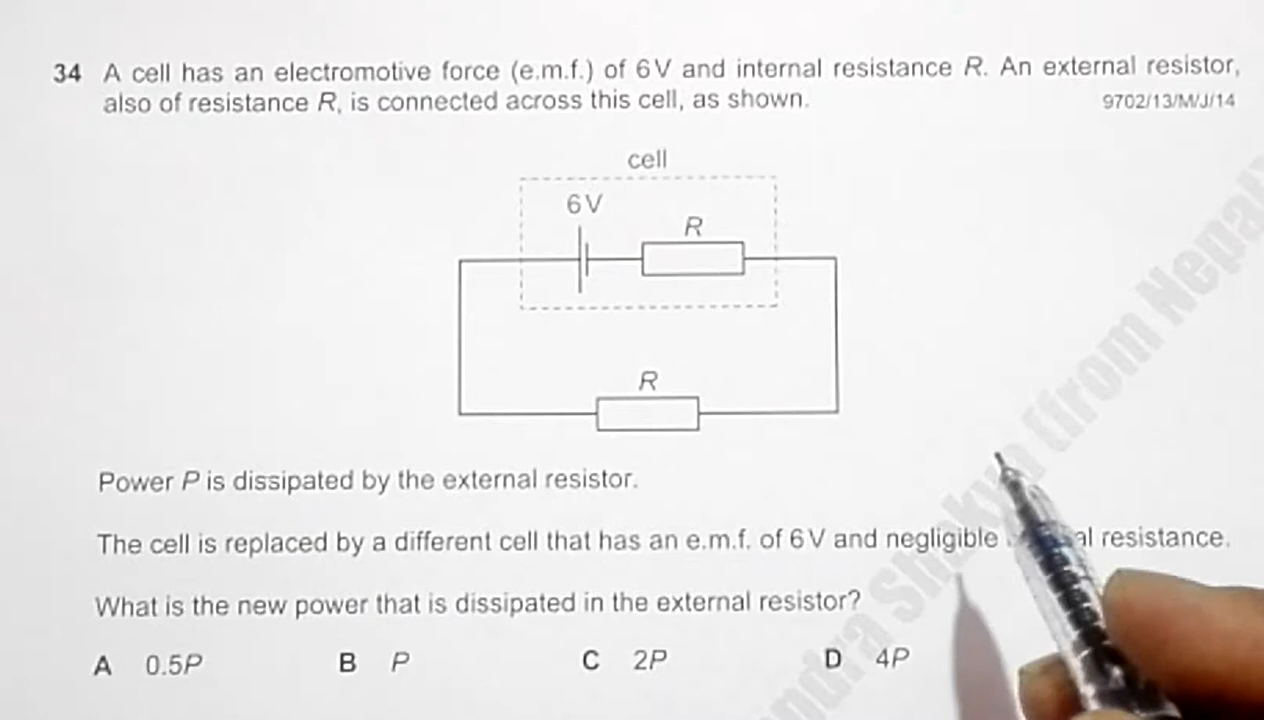 34 A cell has an electromotive force (e.m.f.) of 6V and internal resistance R. An external resistor,
also of resistance R, is connected across this cell, as shown. 9702/13/M/J/14
cell
6V
R
R
Power P is dissipated by the external resistor.
The cell is replaced by a different cell that has an e.m.f. of 6V and negligible resistance.
What is the new power that is dissipated in the external resistor?
A 0.5P B P C 2P D 4P
(from Nepal)